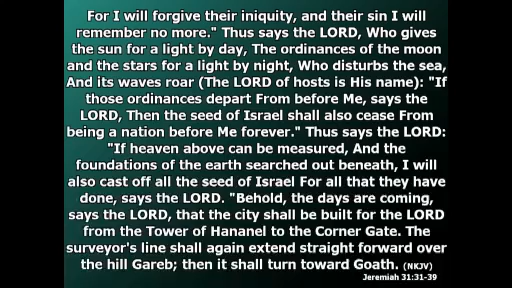 For I will forgive their iniquity, and their sin I will
remember no more." Thus says the LORD, Who gives
the sun for a light by day, The ordinances of the moon
and the stars for a light by night, Who disturbs the sea,
And its waves roar (The LORD of hosts is His name): "If
those ordinances depart From before Me, says the
LORD, Then the seed of Israel shall also cease From
being a nation before Me forever." Thus says the LORD:
"If heaven above can be measured, And the
foundations of the earth searched out beneath, I will
also cast off all the seed of Israel For all that they have
done, says the LORD. "Behold, the days are coming,
says the LORD, that the city shall be built for the LORD
from the Tower of Hananel to the Corner Gate. The
surveyor's line shall again extend straight forward over
the hill Gareb; then it shall turn toward Goath. (NKJV)
Jeremiah 31:31-39